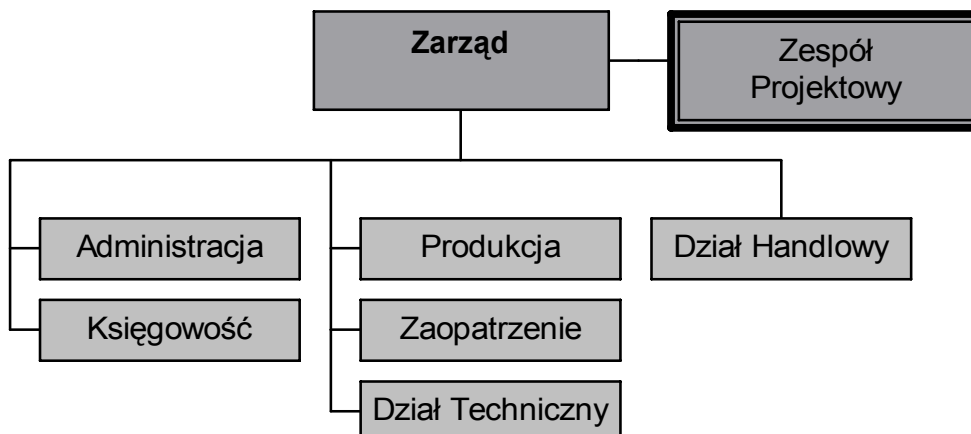 Zarząd
Zespół
Projektowy
Administracja
Produkcja
Dział Handlowy
Księgowość
Zaopatrzenie
Dział Techniczny